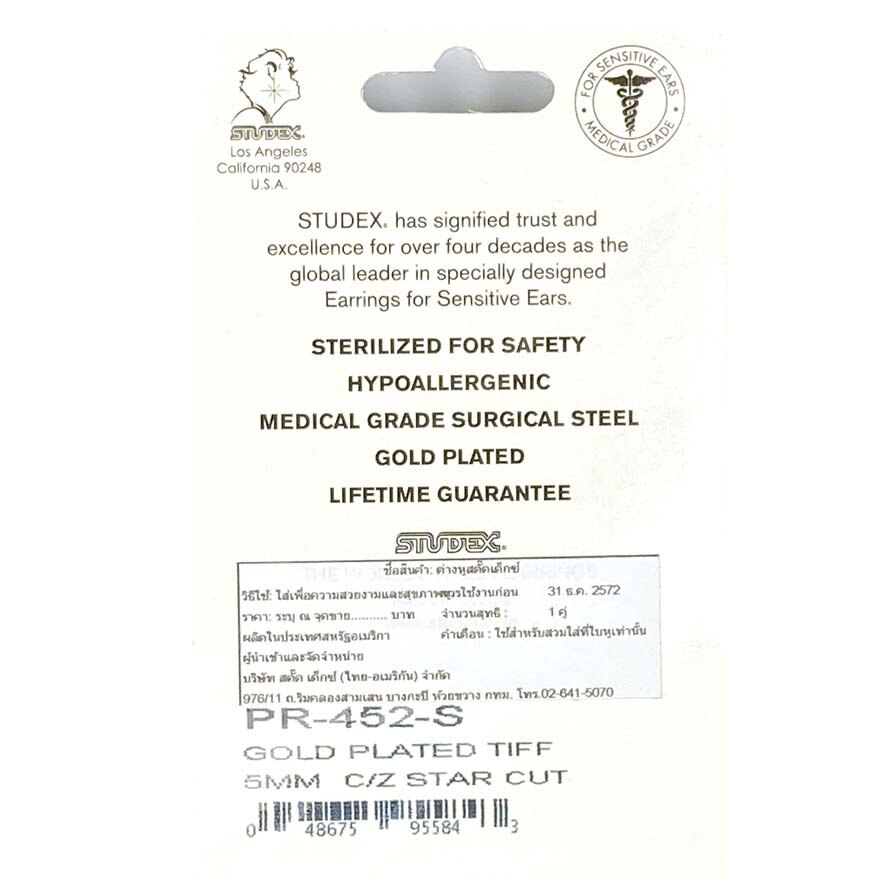 STUDEX®
Los Angeles
California 90248
U.S.A.
• FOR SENSITIVE EARS •
MEDICAL GRADE
STUDEX® has signified trust and
excellence for over four decades as the
global leader in specially designed
Earrings for Sensitive Ears.
STERILIZED FOR SAFETY
HYPOALLERGENIC
MEDICAL GRADE SURGICAL STEEL
GOLD PLATED
LIFETIME GUARANTEE
STUDEX®
ชื่อสินค้า: ต่างหูสตั๊ดเด็กซ์
วิธีใช้: ใส่เพื่อความสวยงามและสุขภาพหู ควรใช้งานก่อน 31 ธ.ค. 2572
ราคา: ระบุ ณ จุดขาย.......... บาท จำนวนสุทธิ : 1 คู่
ผลิตในประเทศสหรัฐอเมริกา คำเตือน : ใช้สำหรับสวมใส่ที่ใบหูเท่านั้น
ผู้นำเข้าและจัดจำหน่าย
บริษัท สตั๊ด เด็กซ์ (ไทย-อเมริกัน) จำกัด
976/11 ถ.ริมคลองสามเสน บางกะปิ ห้วยขวาง กทม. โทร.02-641-5070
PR-452-S
GOLD PLATED TIFF
5MM C/Z STAR CUT
0 48675 95584 3